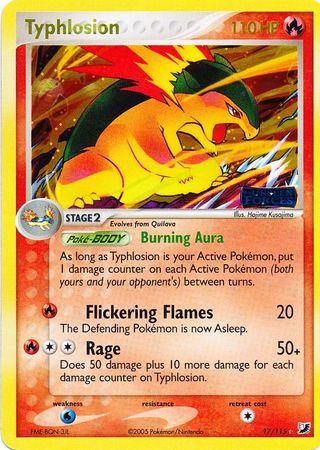 Typhlosion 110 HP
Illus. Hajime Kusajima
STAGE 2
Evolves from Quilava
Poké-BODY Burning Aura
As long as Typhlosion is your Active Pokémon, put
1 damage counter on each Active Pokémon (both
yours and your opponent's) between turns.
Flickering Flames 20
The Defending Pokémon is now Asleep.
Rage 50+
Does 50 damage plus 10 more damage for each
damage counter on Typhlosion.
weakness resistance retreat cost
FME-BQN-3JL ©2005 Pokémon/Nintendo 17/115